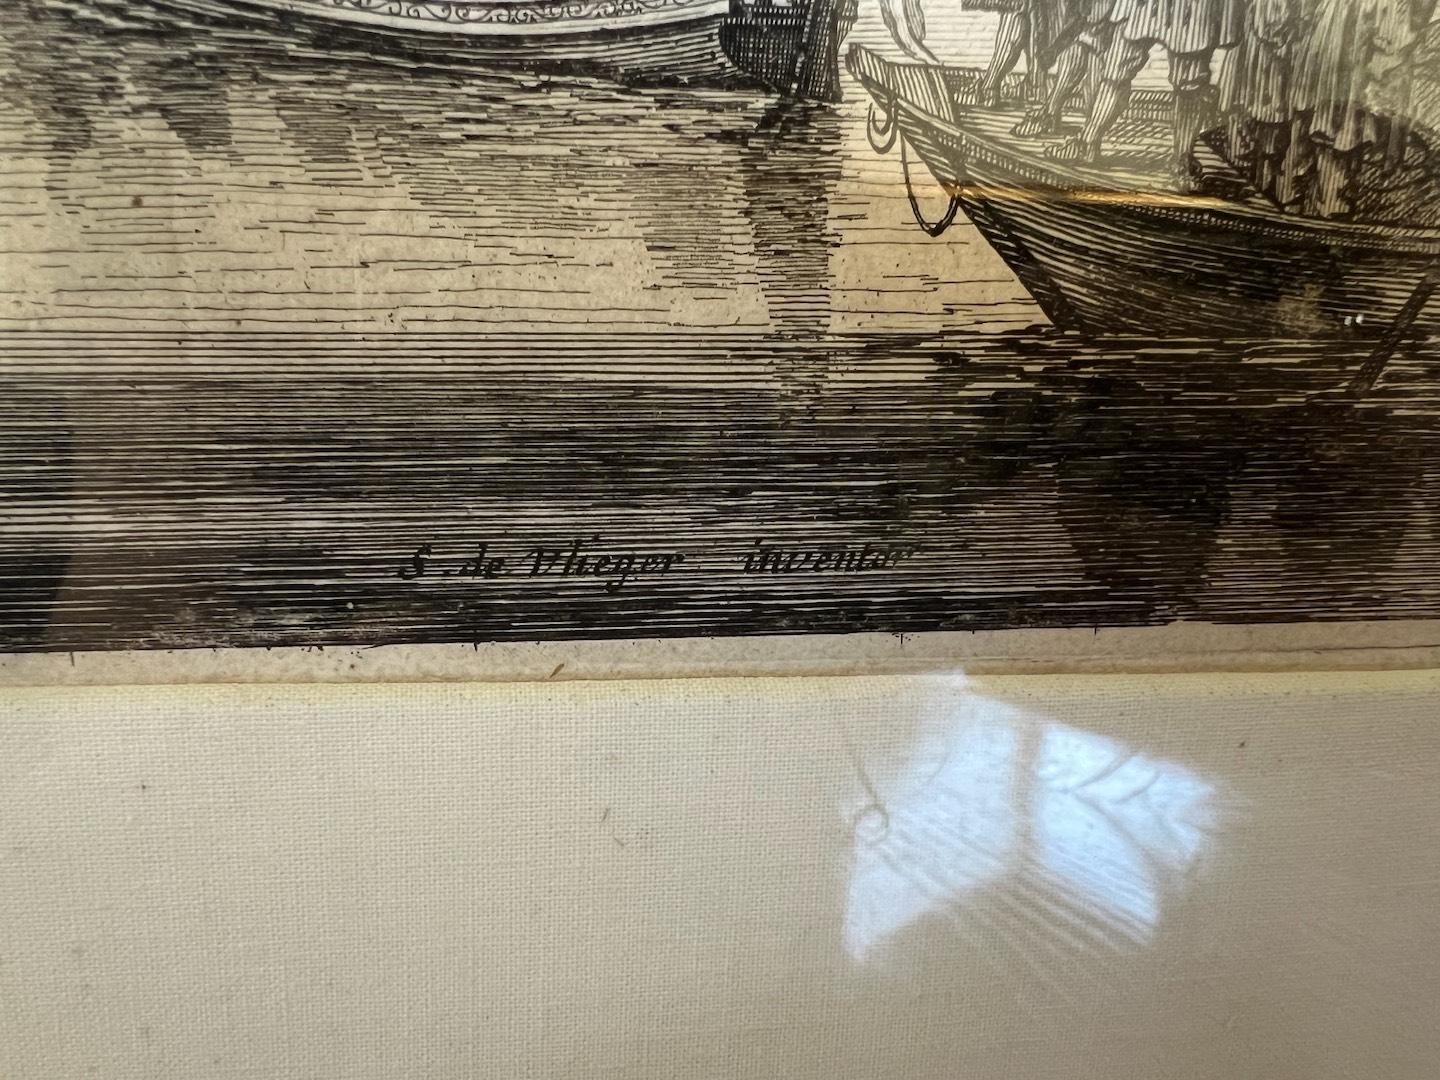 S. de Vlieger inventor